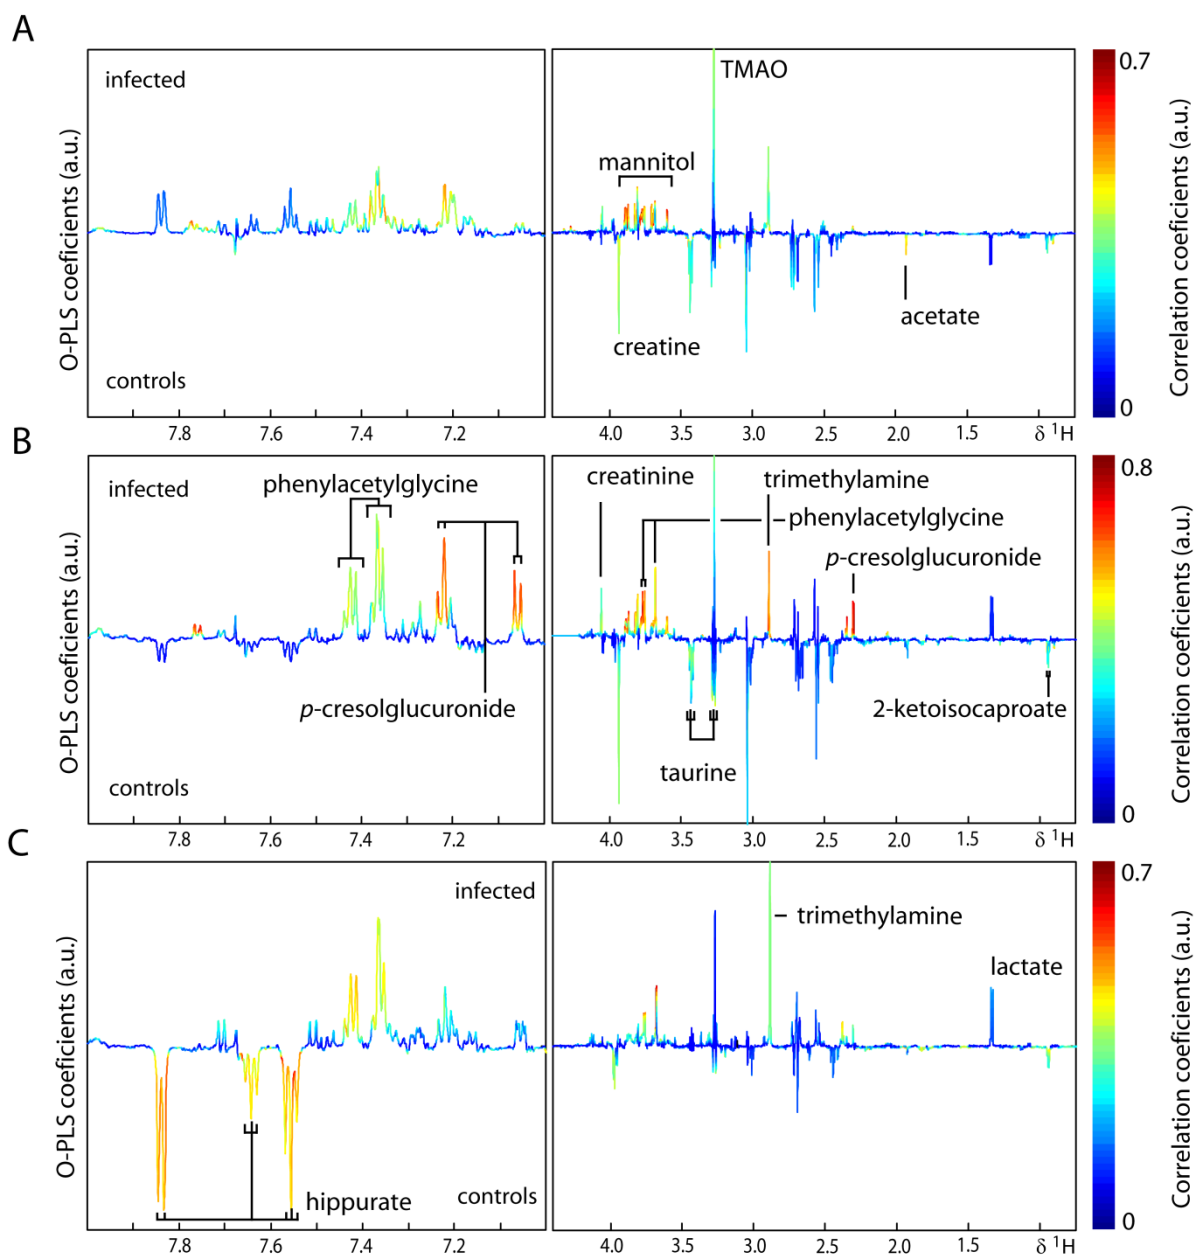 A
infected
TMAO
mannitol
creatine
acetate
controls
O-PLS coeficients (a.u.)
7.8 7.6 7.4 7.2
4.0 3.5 3.0 2.5 2.0 1.5 δ ¹H
0.7
0
Correlation coeficients (a.u.)
B
infected
phenylacetylglycine
p-cresolglucuronide
controls
O-PLS coeficients (a.u.)
7.8 7.6 7.4 7.2
creatinine
trimethylamine
phenylacetylglycine
p-cresolglucuronide
2-ketoisocaproate
taurine
4.0 3.5 3.0 2.5 2.0 1.5 δ ¹H
0.8
0
Correlation coeficients (a.u.)
C
infected
hippurate
controls
O-PLS coeficients (a.u.)
7.8 7.6 7.4 7.2
trimethylamine
lactate
4.0 3.5 3.0 2.5 2.0 1.5 δ ¹H
0.7
0
Correlation coeficients (a.u.)